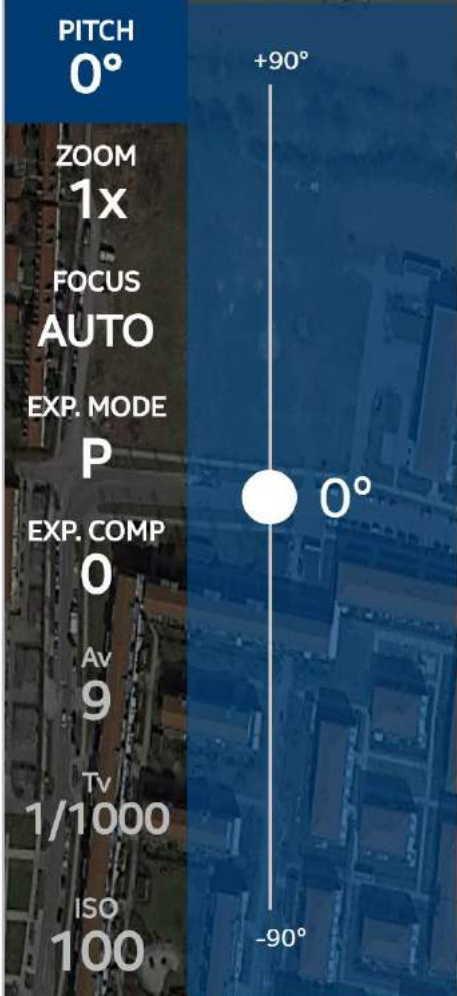 PITCH
0°
ZOOM
1x
FOCUS
AUTO
EXP. MODE
P
EXP. COMP
0
Av
9
Tv
1/1000
ISO
100
+90°
0°
-90°